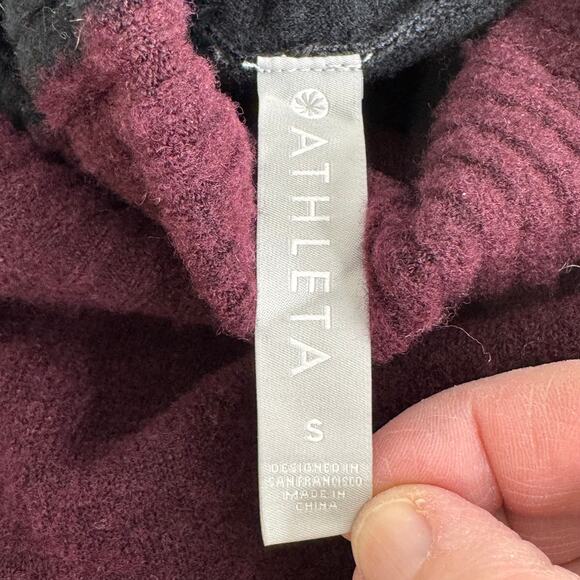 ATHLETA
S
DESIGNED IN
SAN FRANCISCO
MADE IN
CHINA